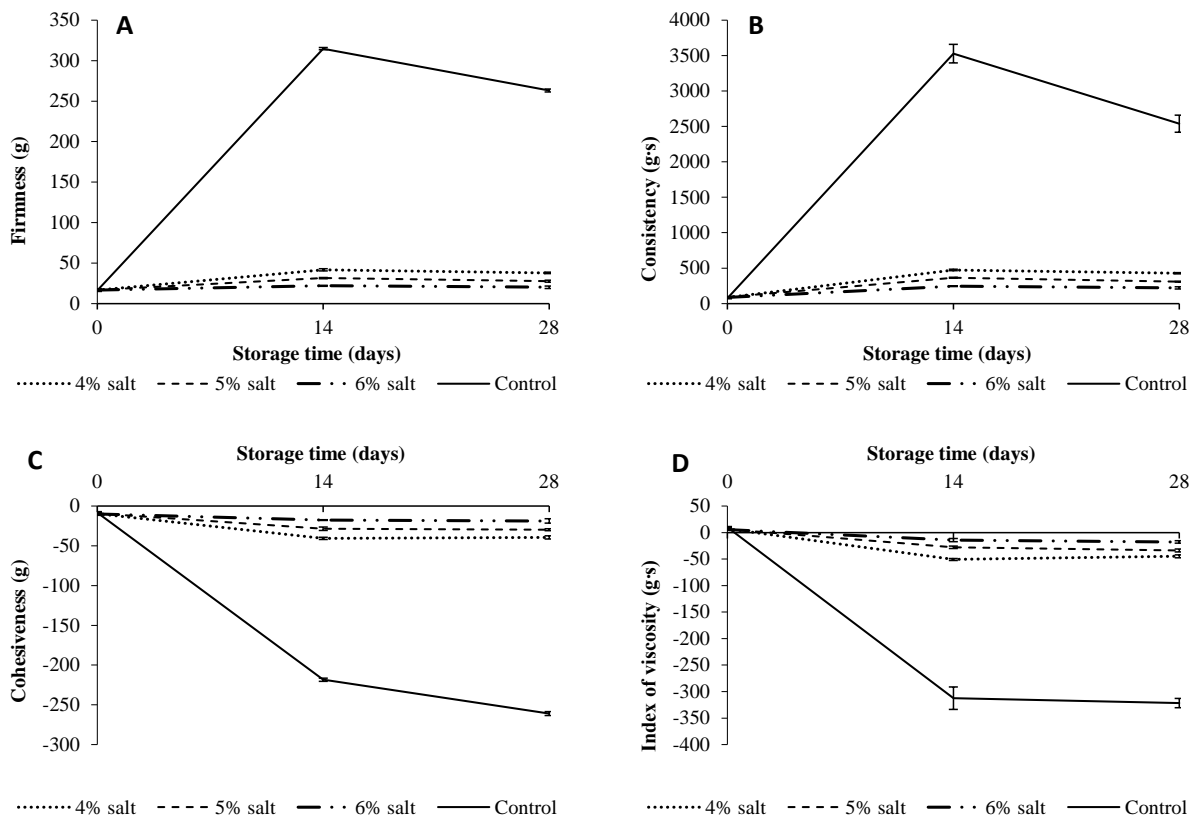 A
Firmness (g)
350
300
250
200
150
100
50
0
0 14 28
Storage time (days)
4% salt 5% salt 6% salt Control
B
Consistency (g·s)
4000
3500
3000
2500
2000
1500
1000
500
0
0 14 28
Storage time (days)
4% salt 5% salt 6% salt Control
C
Storage time (days)
0 14 28
Cohesiveness (g)
0
-50
-100
-150
-200
-250
-300
4% salt 5% salt 6% salt Control
D
Storage time (days)
0 14 28
Index of viscosity (g·s)
50
0
-50
-100
-150
-200
-250
-300
-350
-400
4% salt 5% salt 6% salt Control